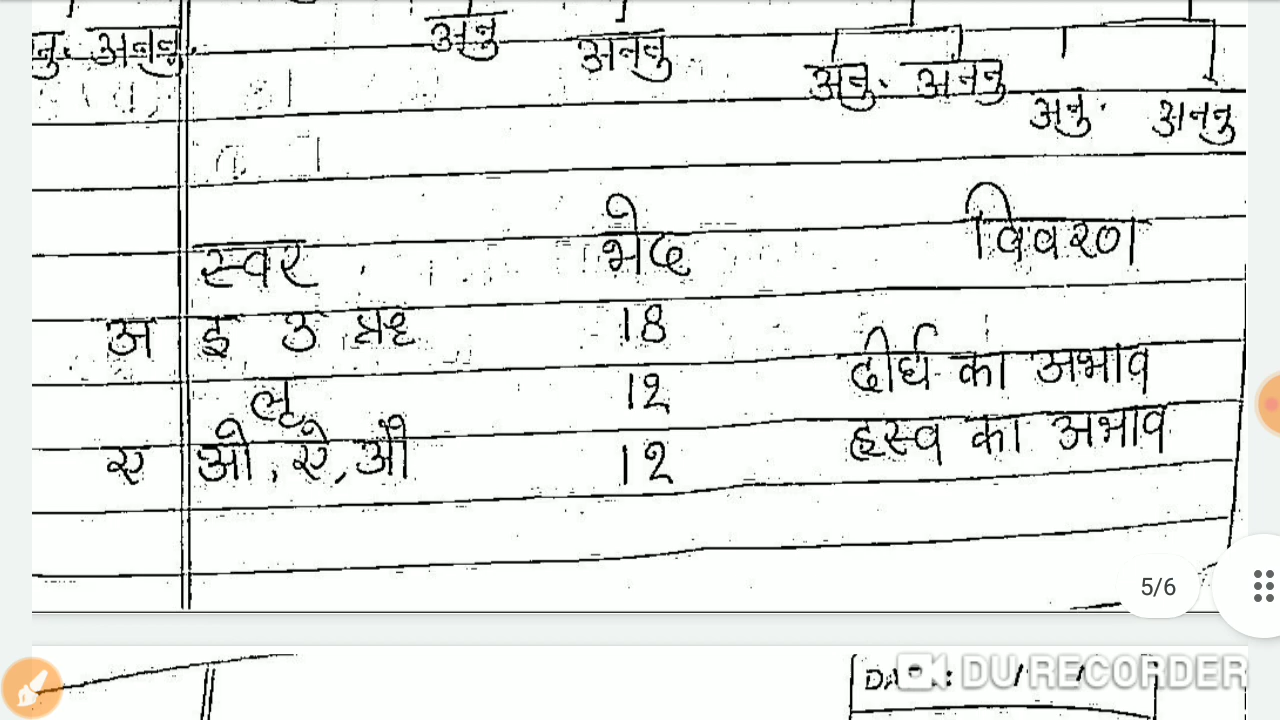 नु. अननु.
अनु
अननु
अनु. अननु
अनु. अननु
स्वर भेद विवरण
अ इ उ ऋ 18
लृ 12 दीर्घ का अभाव
ए ओ, ऐ, औ 12 ह्रस्व का अभाव
5/6
DU RECORDER